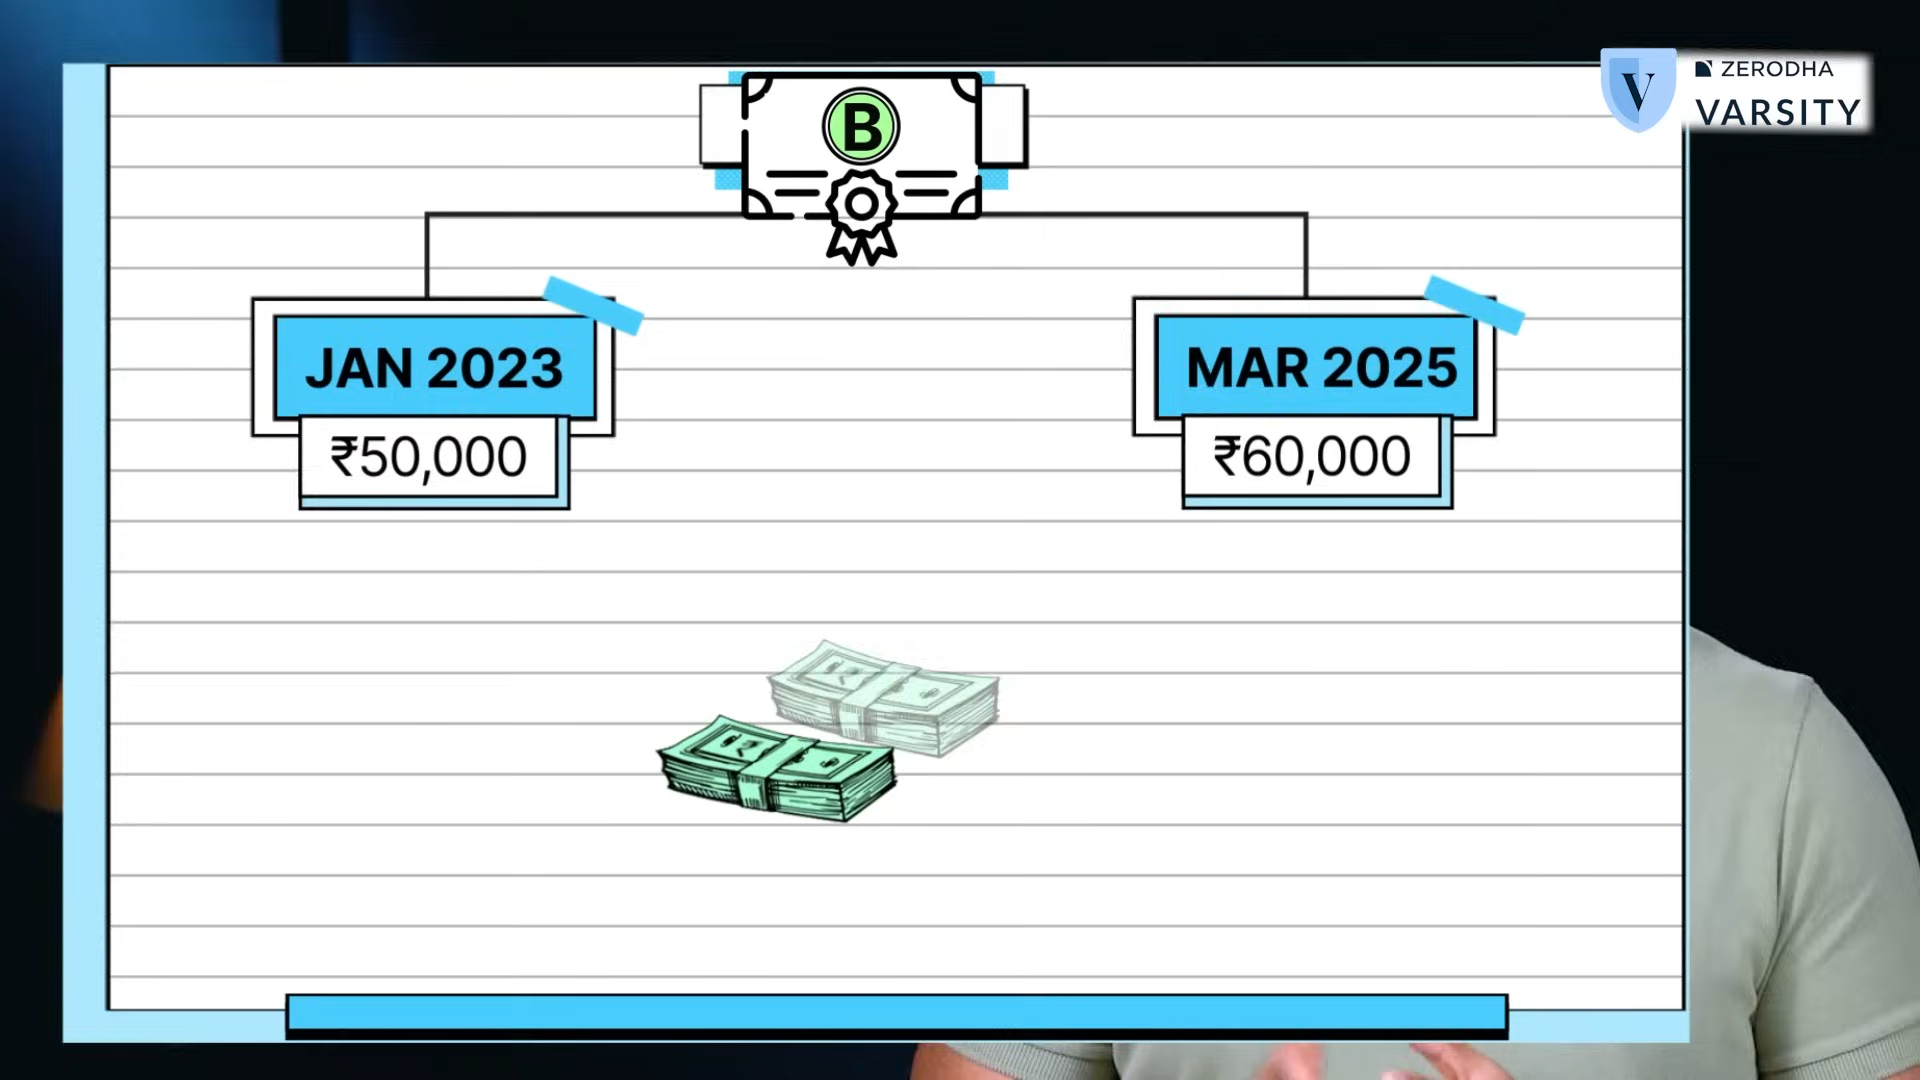 B
ZERODHA
V
VARSITY
JAN 2023
MAR 2025
₹50,000
₹60,000